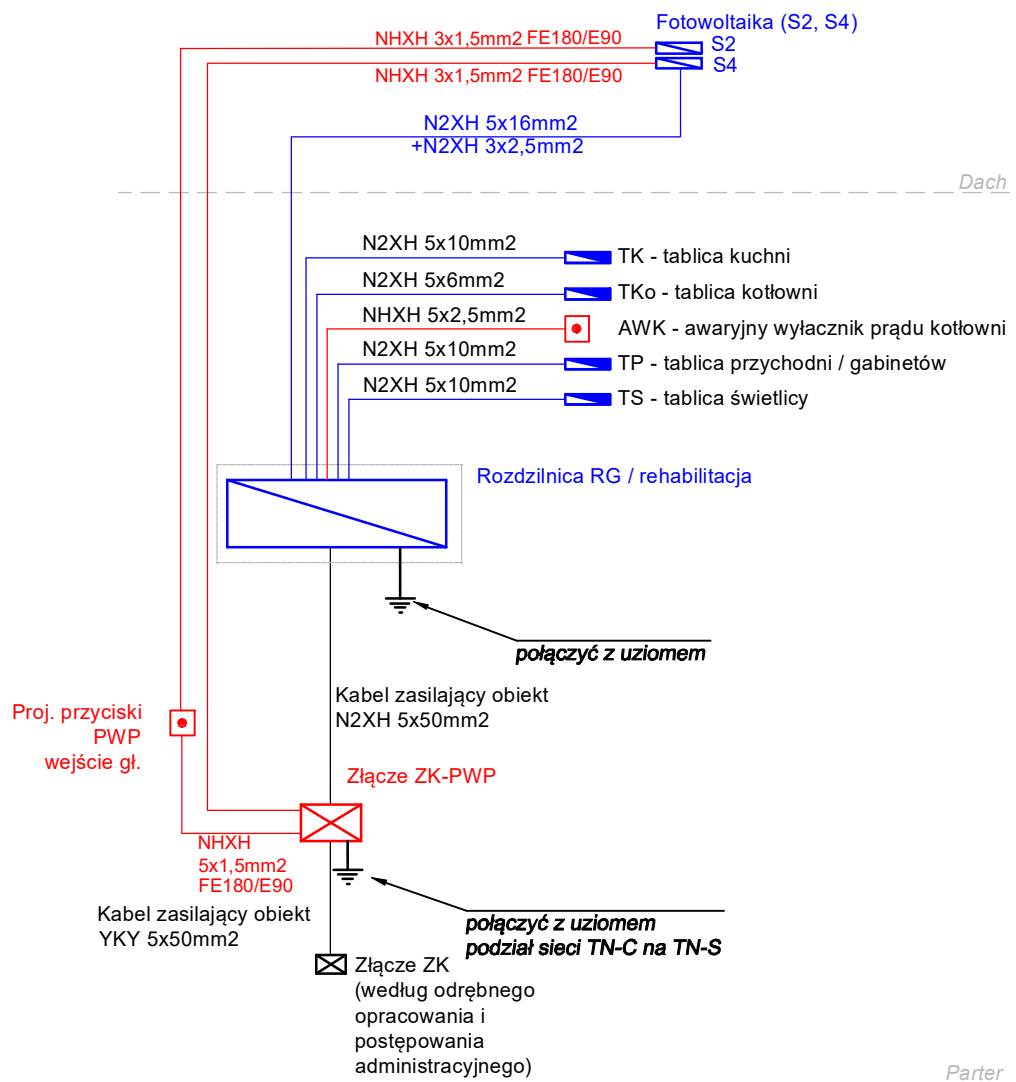 Fotowoltaika (S2, S4)
NHXH 3x1,5mm2 FE180/E90
S2
NHXH 3x1,5mm2 FE180/E90
S4
N2XH 5x16mm2
+N2XH 3x2,5mm2
Dach
N2XH 5x10mm2
TK - tablica kuchni
N2XH 5x6mm2
TKo - tablica kotłowni
NHXH 5x2,5mm2
AWK - awaryjny wyłacznik prądu kotłowni
N2XH 5x10mm2
TP - tablica przychodni / gabinetów
N2XH 5x10mm2
TS - tablica świetlicy
Rozdzilnica RG / rehabilitacja
połączyć z uziomem
Kabel zasilający obiekt
N2XH 5x50mm2
Proj. przyciski
PWP
wejście gł.
Złącze ZK-PWP
NHXH
5x1,5mm2
FE180/E90
Kabel zasilający obiekt
YKY 5x50mm2
połączyć z uziomem
podział sieci TN-C na TN-S
Złącze ZK
(według odrębnego
opracowania i
postępowania
administracyjnego)
Parter